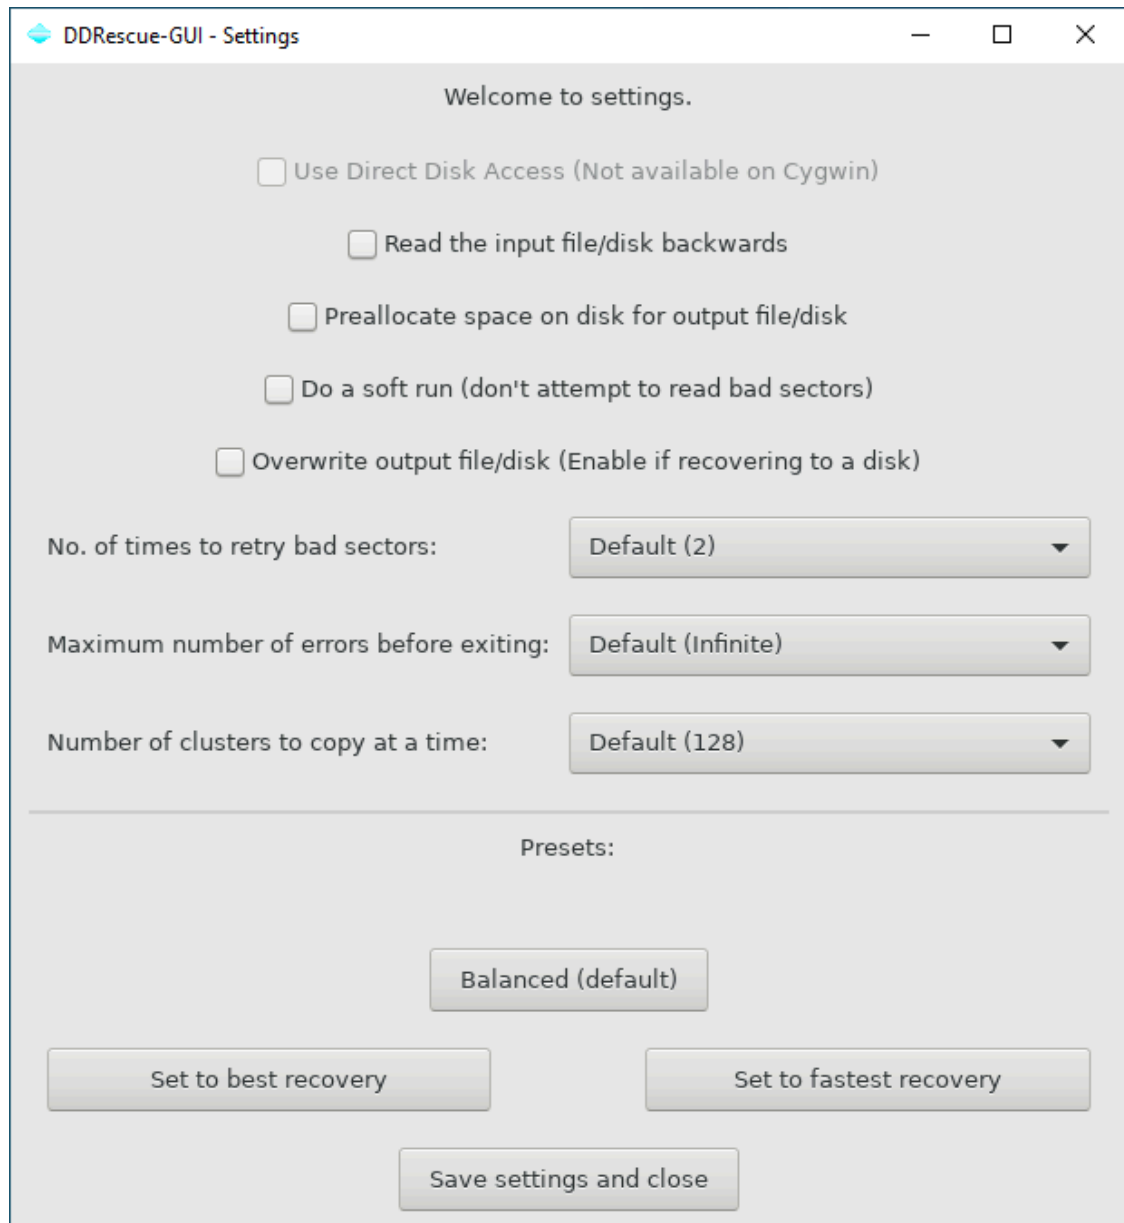 DDRescue-GUI - Settings
Welcome to settings.
Use Direct Disk Access (Not available on Cygwin)
Read the input file/disk backwards
Preallocate space on disk for output file/disk
Do a soft run (don't attempt to read bad sectors)
Overwrite output file/disk (Enable if recovering to a disk)
No. of times to retry bad sectors: Default (2)
Maximum number of errors before exiting: Default (Infinite)
Number of clusters to copy at a time: Default (128)
Presets:
Balanced (default)
Set to best recovery Set to fastest recovery
Save settings and close